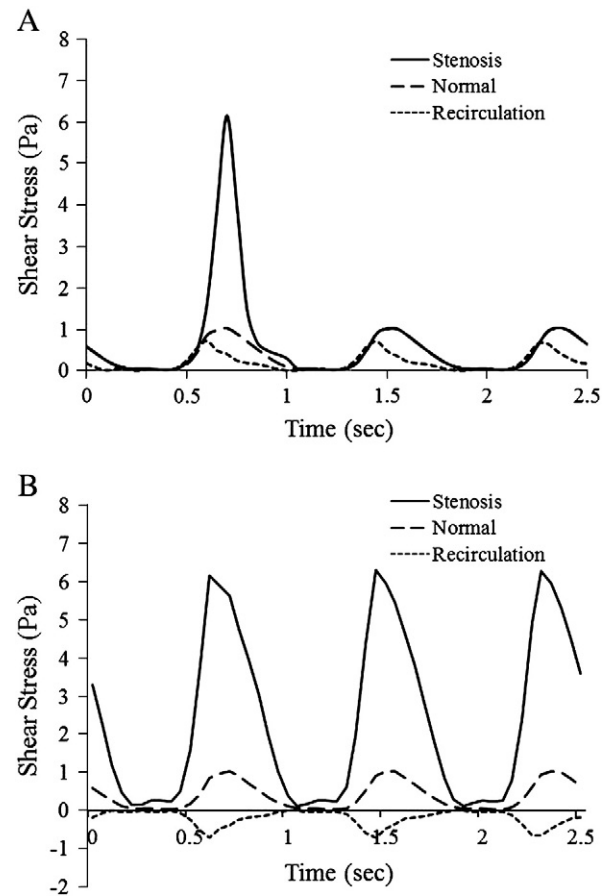 A
8
7
6
5
4
3
2
1
0
Shear Stress (Pa)
Stenosis
Normal
Recirculation
0
0.5
1
1.5
2
2.5
Time (sec)
B
8
7
6
5
4
3
2
1
0
-1
-2
Shear Stress (Pa)
Stenosis
Normal
Recirculation
0
0.5
1
1.5
2
2.5
Time (sec)